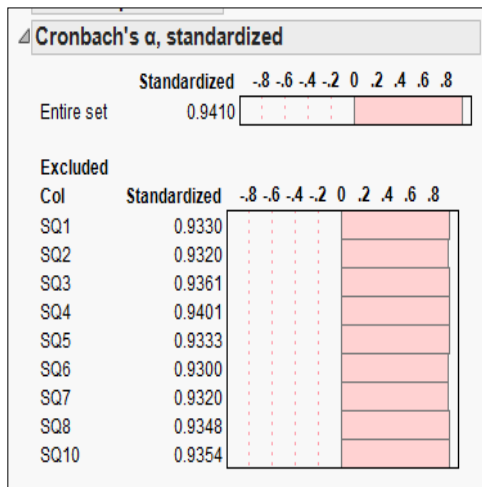 Cronbach's α, standardized
Standardized -.8 -.6 -.4 -.2 0 .2 .4 .6 .8
Entire set 0.9410
Excluded
Col Standardized -.8 -.6 -.4 -.2 0 .2 .4 .6 .8
SQ1 0.9330
SQ2 0.9320
SQ3 0.9361
SQ4 0.9401
SQ5 0.9333
SQ6 0.9300
SQ7 0.9320
SQ8 0.9348
SQ10 0.9354